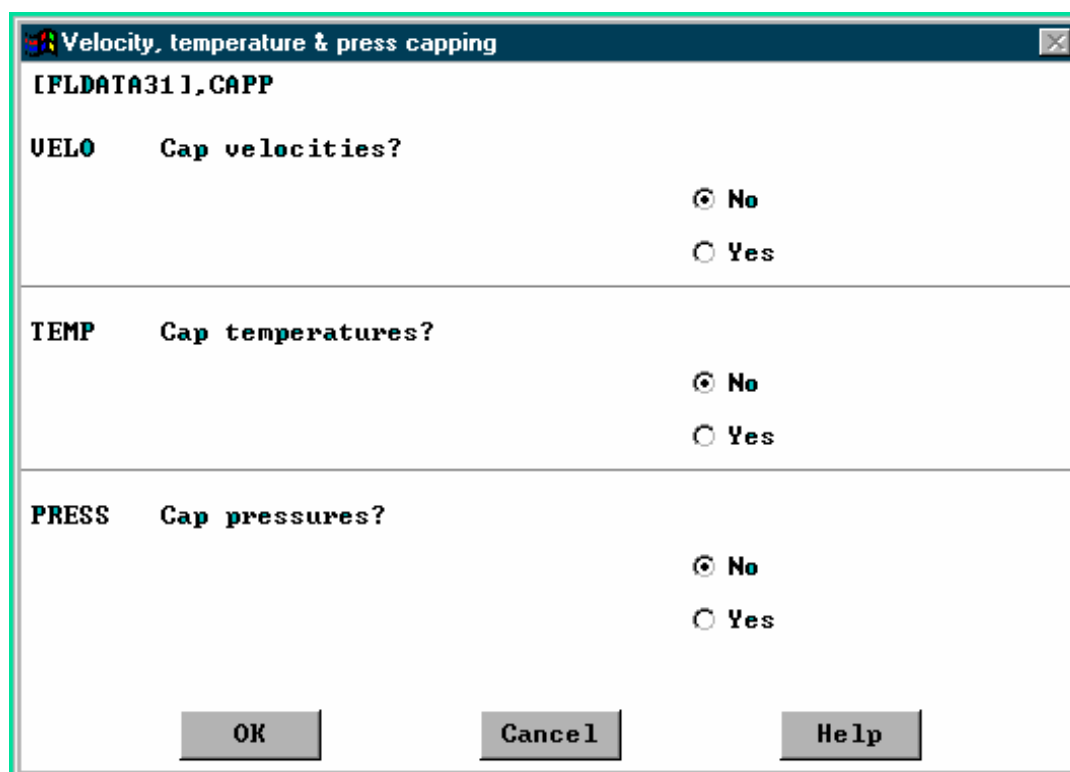 Velocity, temperature & press capping
[FLDATA31],CAPP
VELO Cap velocities?
No
Yes
TEMP Cap temperatures?
No
Yes
PRESS Cap pressures?
No
Yes
OK Cancel Help